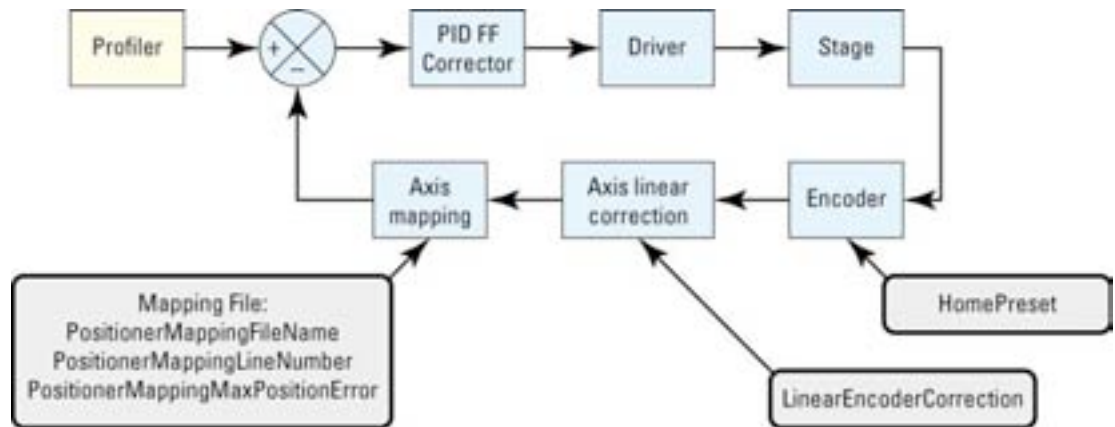 Profiler
+
−
PID FF
Corrector
Driver
Stage
Axis
mapping
Axis linear
correction
Encoder
Mapping File:
PositionerMappingFileName
PositionerMappingLineNumber
PositionerMappingMaxPositionError
HomePreset
LinearEncoderCorrection